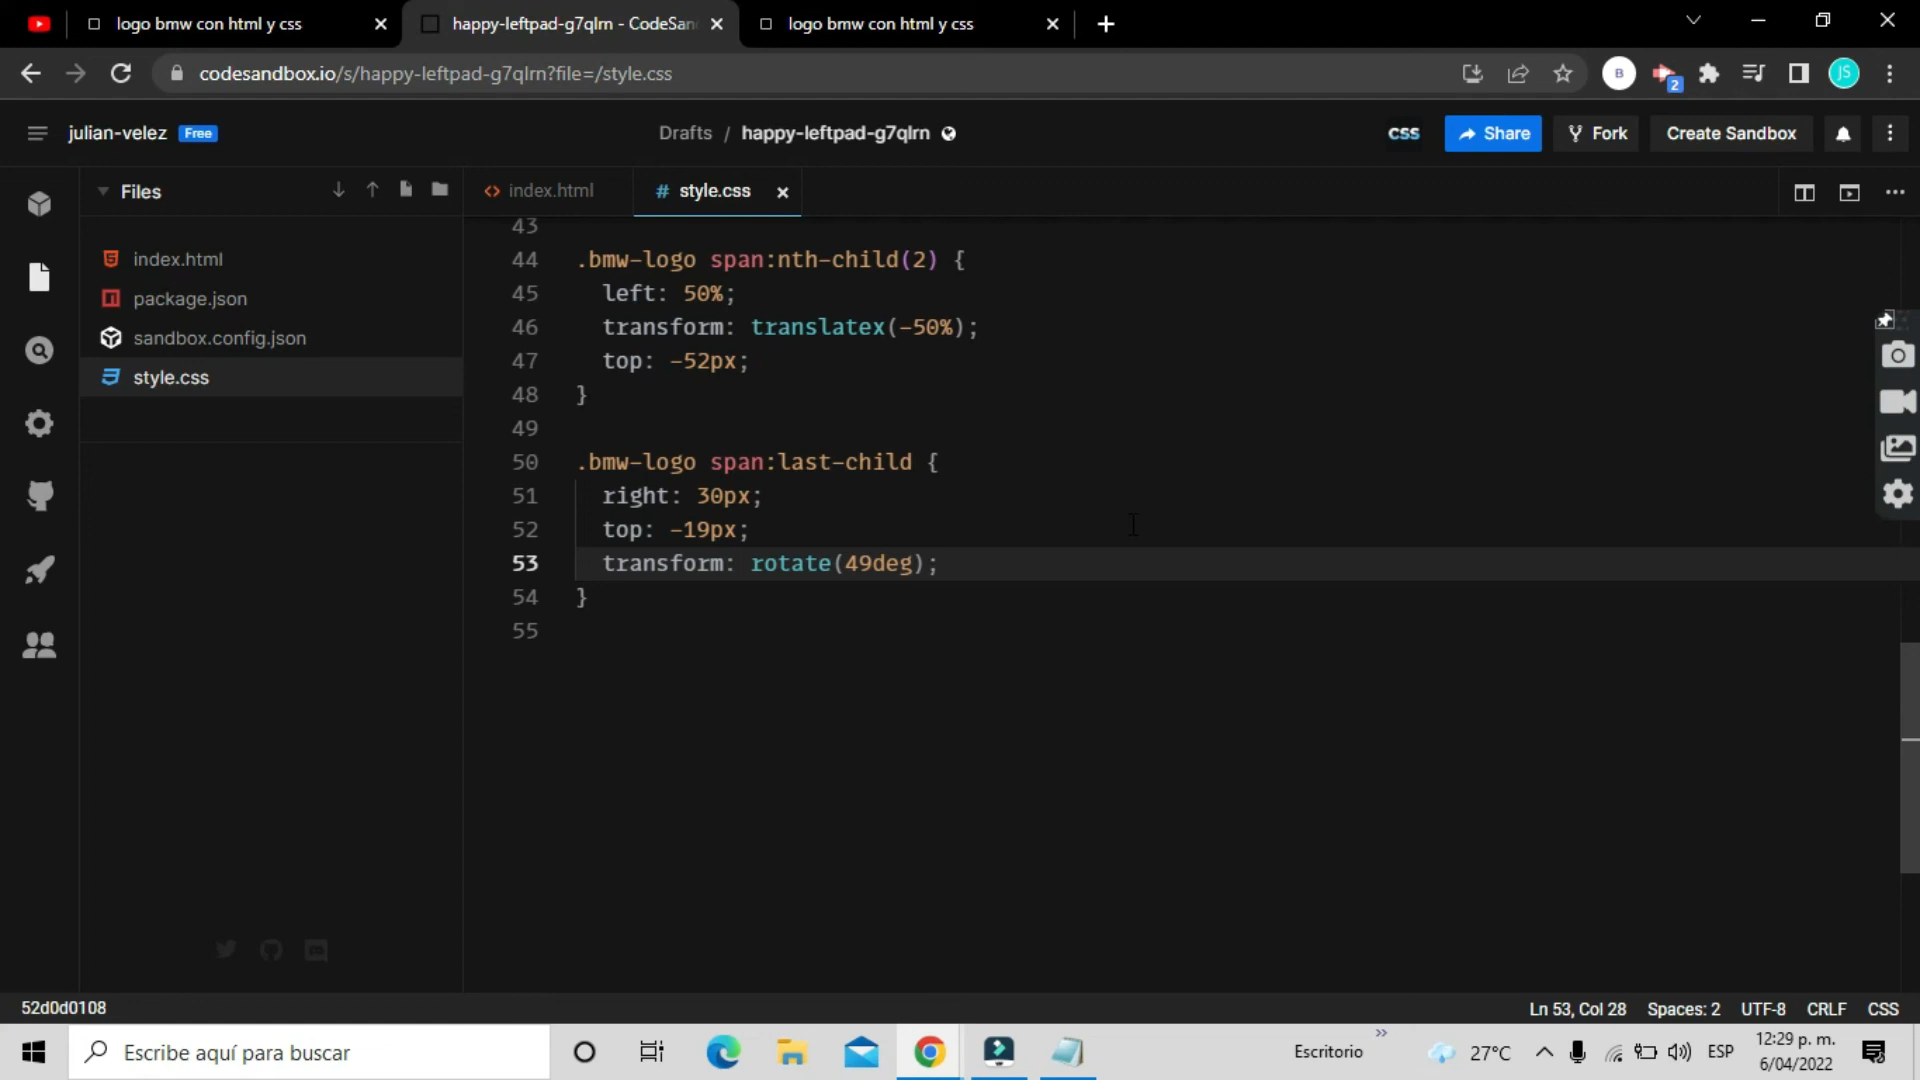 logo bmw con html y css
happy-leftpad-g7qlrn - CodeSan
logo bmw con html y css
codesandbox.io/s/happy-leftpad-g7qlrn?file=/style.css
B
2
JS
julian-velez Free
Drafts / happy-leftpad-g7qlrn
CSS
Share
Fork
Create Sandbox
Files
index.html
package.json
sandbox.config.json
style.css
<> index.html
# style.css
43
44 .bmw-logo span:nth-child(2) {
45 left: 50%;
46 transform: translatex(-50%);
47 top: -52px;
48 }
49
50 .bmw-logo span:last-child {
51 right: 30px;
52 top: -19px;
53 transform: rotate(49deg);
54 }
55
52d0d0108
Ln 53, Col 28 Spaces: 2 UTF-8 CRLF CSS
Escribe aquí para buscar
Escritorio »
27°C
ESP
12:29 p. m.
6/04/2022